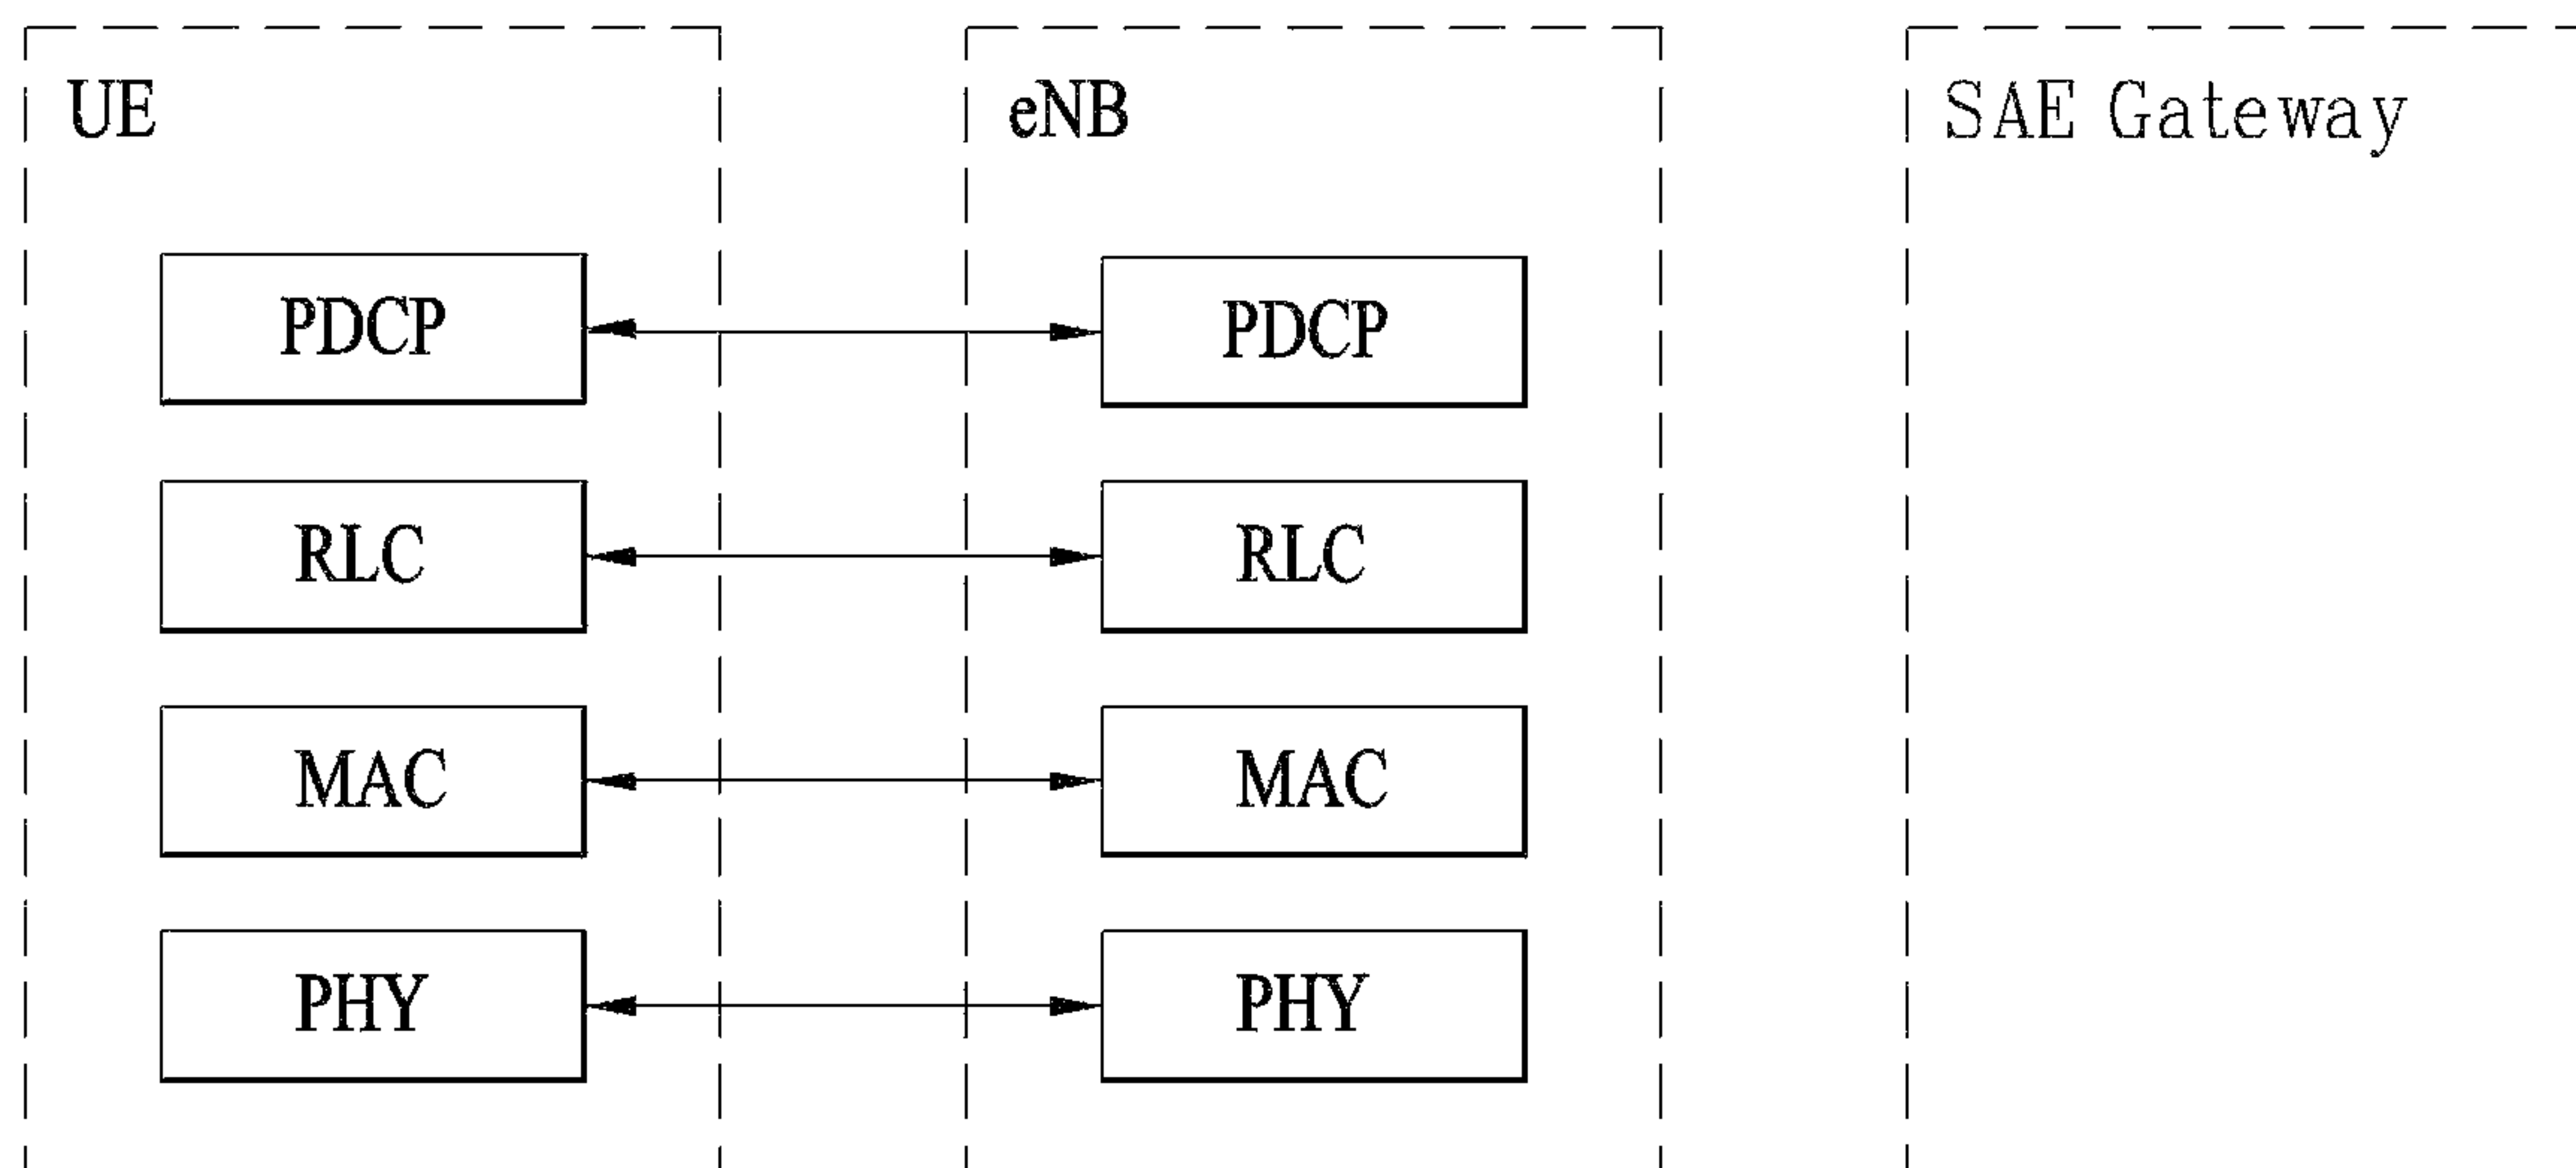 UE
eNB
SAE Gateway
PDCP
PDCP
RLC
RLC
MAC
MAC
PHY
PHY